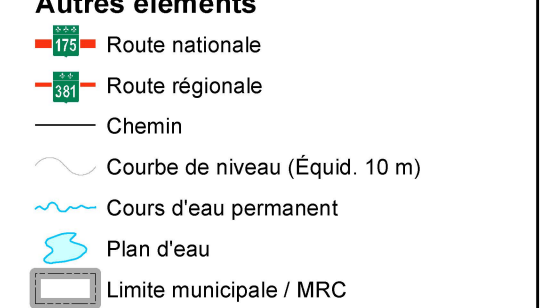 Autres éléments
175 Route nationale
381 Route régionale
Chemin
Courbe de niveau (Équid. 10 m)
Cours d'eau permanent
Plan d'eau
Limite municipale / MRC